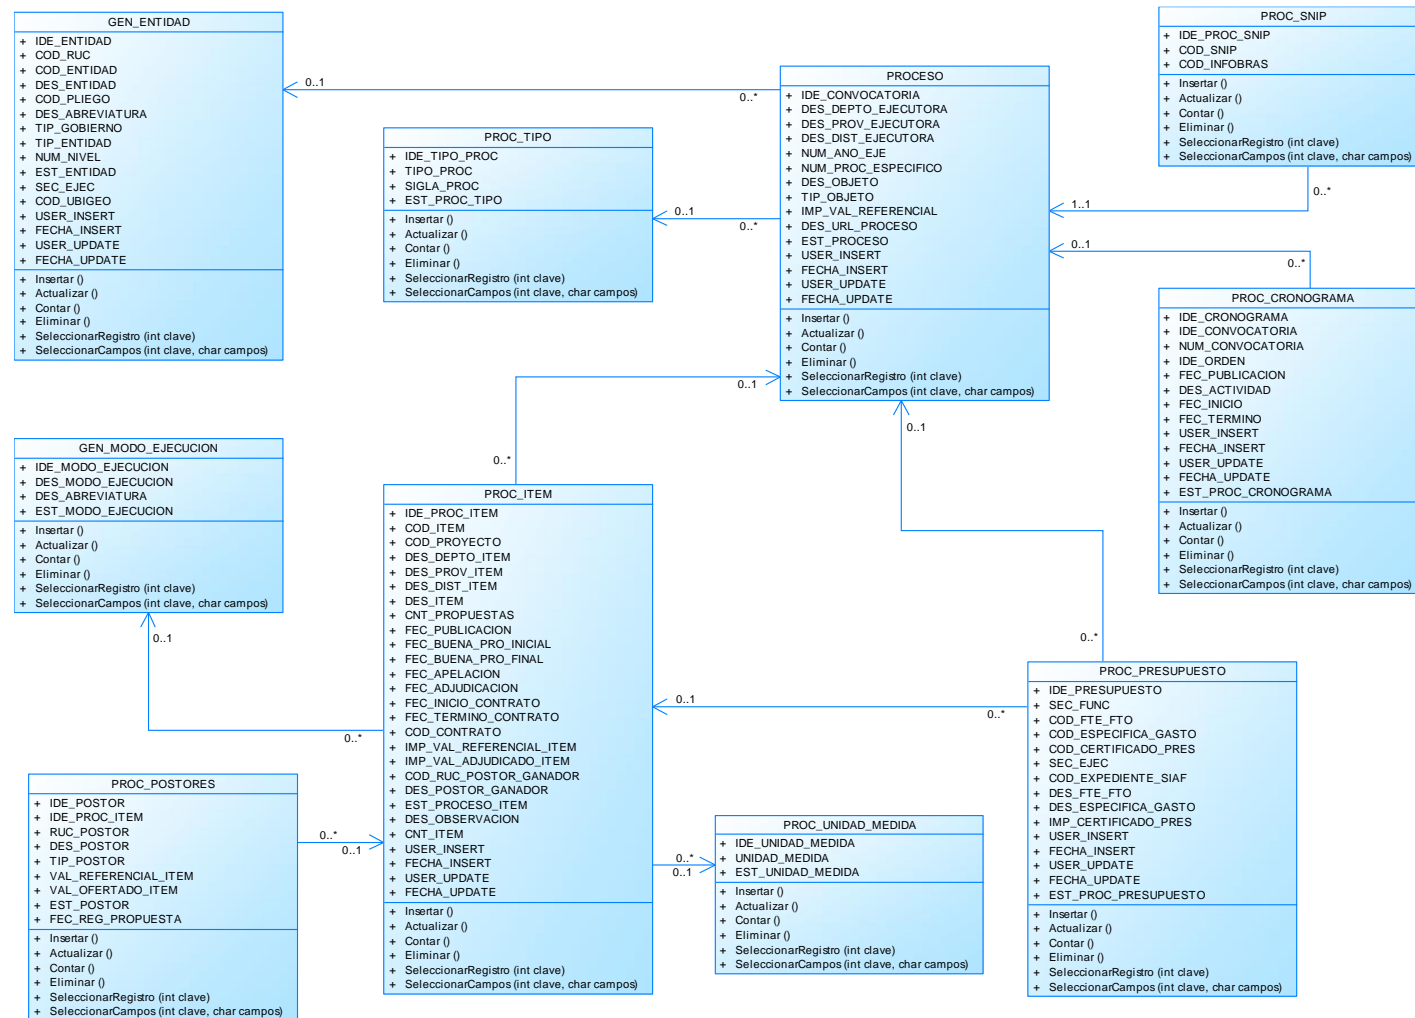 GEN_ENTIDAD
+ IDE_ENTIDAD
+ COD_RUC
+ COD_ENTIDAD
+ DES_ENTIDAD
+ COD_PLIEGO
+ DES_ABREVIATURA
+ TIP_GOBIERNO
+ TIP_ENTIDAD
+ NUM_NIVEL
+ EST_ENTIDAD
+ SEC_EJEC
+ COD_UBIGEO
+ USER_INSERT
+ FECHA_INSERT
+ USER_UPDATE
+ FECHA_UPDATE
+ Insertar ()
+ Actualizar ()
+ Contar ()
+ Eliminar ()
+ SeleccionarRegistro (int clave)
+ SeleccionarCampos (int clave, char campos)
0..1
0..*
PROC_TIPO
+ IDE_TIPO_PROC
+ TIPO_PROC
+ SIGLA_PROC
+ EST_PROC_TIPO
+ Insertar ()
+ Actualizar ()
+ Contar ()
+ Eliminar ()
+ SeleccionarRegistro (int clave)
+ SeleccionarCampos (int clave, char campos)
0..1
0..*
PROCESO
+ IDE_CONVOCATORIA
+ DES_DEPTO_EJECUTORA
+ DES_PROV_EJECUTORA
+ DES_DIST_EJECUTORA
+ NUM_ANO_EJE
+ NUM_PROC_ESPECIFICO
+ DES_OBJETO
+ TIP_OBJETO
+ IMP_VAL_REFERENCIAL
+ DES_URL_PROCESO
+ EST_PROCESO
+ USER_INSERT
+ FECHA_INSERT
+ USER_UPDATE
+ FECHA_UPDATE
+ Insertar ()
+ Actualizar ()
+ Contar ()
+ Eliminar ()
+ SeleccionarRegistro (int clave)
+ SeleccionarCampos (int clave, char campos)
PROC_SNIP
+ IDE_PROC_SNIP
+ COD_SNIP
+ COD_INFOBRAS
+ Insertar ()
+ Actualizar ()
+ Contar ()
+ Eliminar ()
+ SeleccionarRegistro (int clave)
+ SeleccionarCampos (int clave, char campos)
0..*
1..1
0..1
0..*
PROC_CRONOGRAMA
+ IDE_CRONOGRAMA
+ IDE_CONVOCATORIA
+ NUM_CONVOCATORIA
+ IDE_ORDEN
+ FEC_PUBLICACION
+ DES_ACTIVIDAD
+ FEC_INICIO
+ FEC_TERMINO
+ USER_INSERT
+ FECHA_INSERT
+ USER_UPDATE
+ FECHA_UPDATE
+ EST_PROC_CRONOGRAMA
+ Insertar ()
+ Actualizar ()
+ Contar ()
+ Eliminar ()
+ SeleccionarRegistro (int clave)
+ SeleccionarCampos (int clave, char campos)
0..1
0..*
0..1
0..*
GEN_MODO_EJECUCION
+ IDE_MODO_EJECUCION
+ DES_MODO_EJECUCION
+ DES_ABREVIATURA
+ EST_MODO_EJECUCION
+ Insertar ()
+ Actualizar ()
+ Contar ()
+ Eliminar ()
+ SeleccionarRegistro (int clave)
+ SeleccionarCampos (int clave, char campos)
0..1
0..*
PROC_ITEM
+ IDE_PROC_ITEM
+ COD_ITEM
+ COD_PROYECTO
+ DES_DEPTO_ITEM
+ DES_PROV_ITEM
+ DES_DIST_ITEM
+ DES_ITEM
+ CNT_PROPUESTAS
+ FEC_PUBLICACION
+ FEC_BUENA_PRO_INICIAL
+ FEC_BUENA_PRO_FINAL
+ FEC_APELACION
+ FEC_ADJUDICACION
+ FEC_INICIO_CONTRATO
+ FEC_TERMINO_CONTRATO
+ COD_CONTRATO
+ IMP_VAL_REFERENCIAL_ITEM
+ IMP_VAL_ADJUDICADO_ITEM
+ COD_RUC_POSTOR_GANADOR
+ DES_POSTOR_GANADOR
+ EST_PROCESO_ITEM
+ DES_OBSERVACION
+ CNT_ITEM
+ USER_INSERT
+ FECHA_INSERT
+ USER_UPDATE
+ FECHA_UPDATE
+ Insertar ()
+ Actualizar ()
+ Contar ()
+ Eliminar ()
+ SeleccionarRegistro (int clave)
+ SeleccionarCampos (int clave, char campos)
0..1
0..*
PROC_PRESUPUESTO
+ IDE_PRESUPUESTO
+ SEC_FUNC
+ COD_FTE_FTO
+ COD_ESPECIFICA_GASTO
+ COD_CERTIFICADO_PRES
+ SEC_EJEC
+ COD_EXPEDIENTE_SIAF
+ DES_FTE_FTO
+ DES_ESPECIFICA_GASTO
+ IMP_CERTIFICADO_PRES
+ USER_INSERT
+ FECHA_INSERT
+ USER_UPDATE
+ FECHA_UPDATE
+ EST_PROC_PRESUPUESTO
+ Insertar ()
+ Actualizar ()
+ Contar ()
+ Eliminar ()
+ SeleccionarRegistro (int clave)
+ SeleccionarCampos (int clave, char campos)
PROC_POSTORES
+ IDE_POSTOR
+ IDE_PROC_ITEM
+ RUC_POSTOR
+ DES_POSTOR
+ TIP_POSTOR
+ VAL_REFERENCIAL_ITEM
+ VAL_OFERTADO_ITEM
+ EST_POSTOR
+ FEC_REG_PROPUESTA
+ Insertar ()
+ Actualizar ()
+ Contar ()
+ Eliminar ()
+ SeleccionarRegistro (int clave)
+ SeleccionarCampos (int clave, char campos)
0..*
0..1
0..*
0..1
PROC_UNIDAD_MEDIDA
+ IDE_UNIDAD_MEDIDA
+ UNIDAD_MEDIDA
+ EST_UNIDAD_MEDIDA
+ Insertar ()
+ Actualizar ()
+ Contar ()
+ Eliminar ()
+ SeleccionarRegistro (int clave)
+ SeleccionarCampos (int clave, char campos)